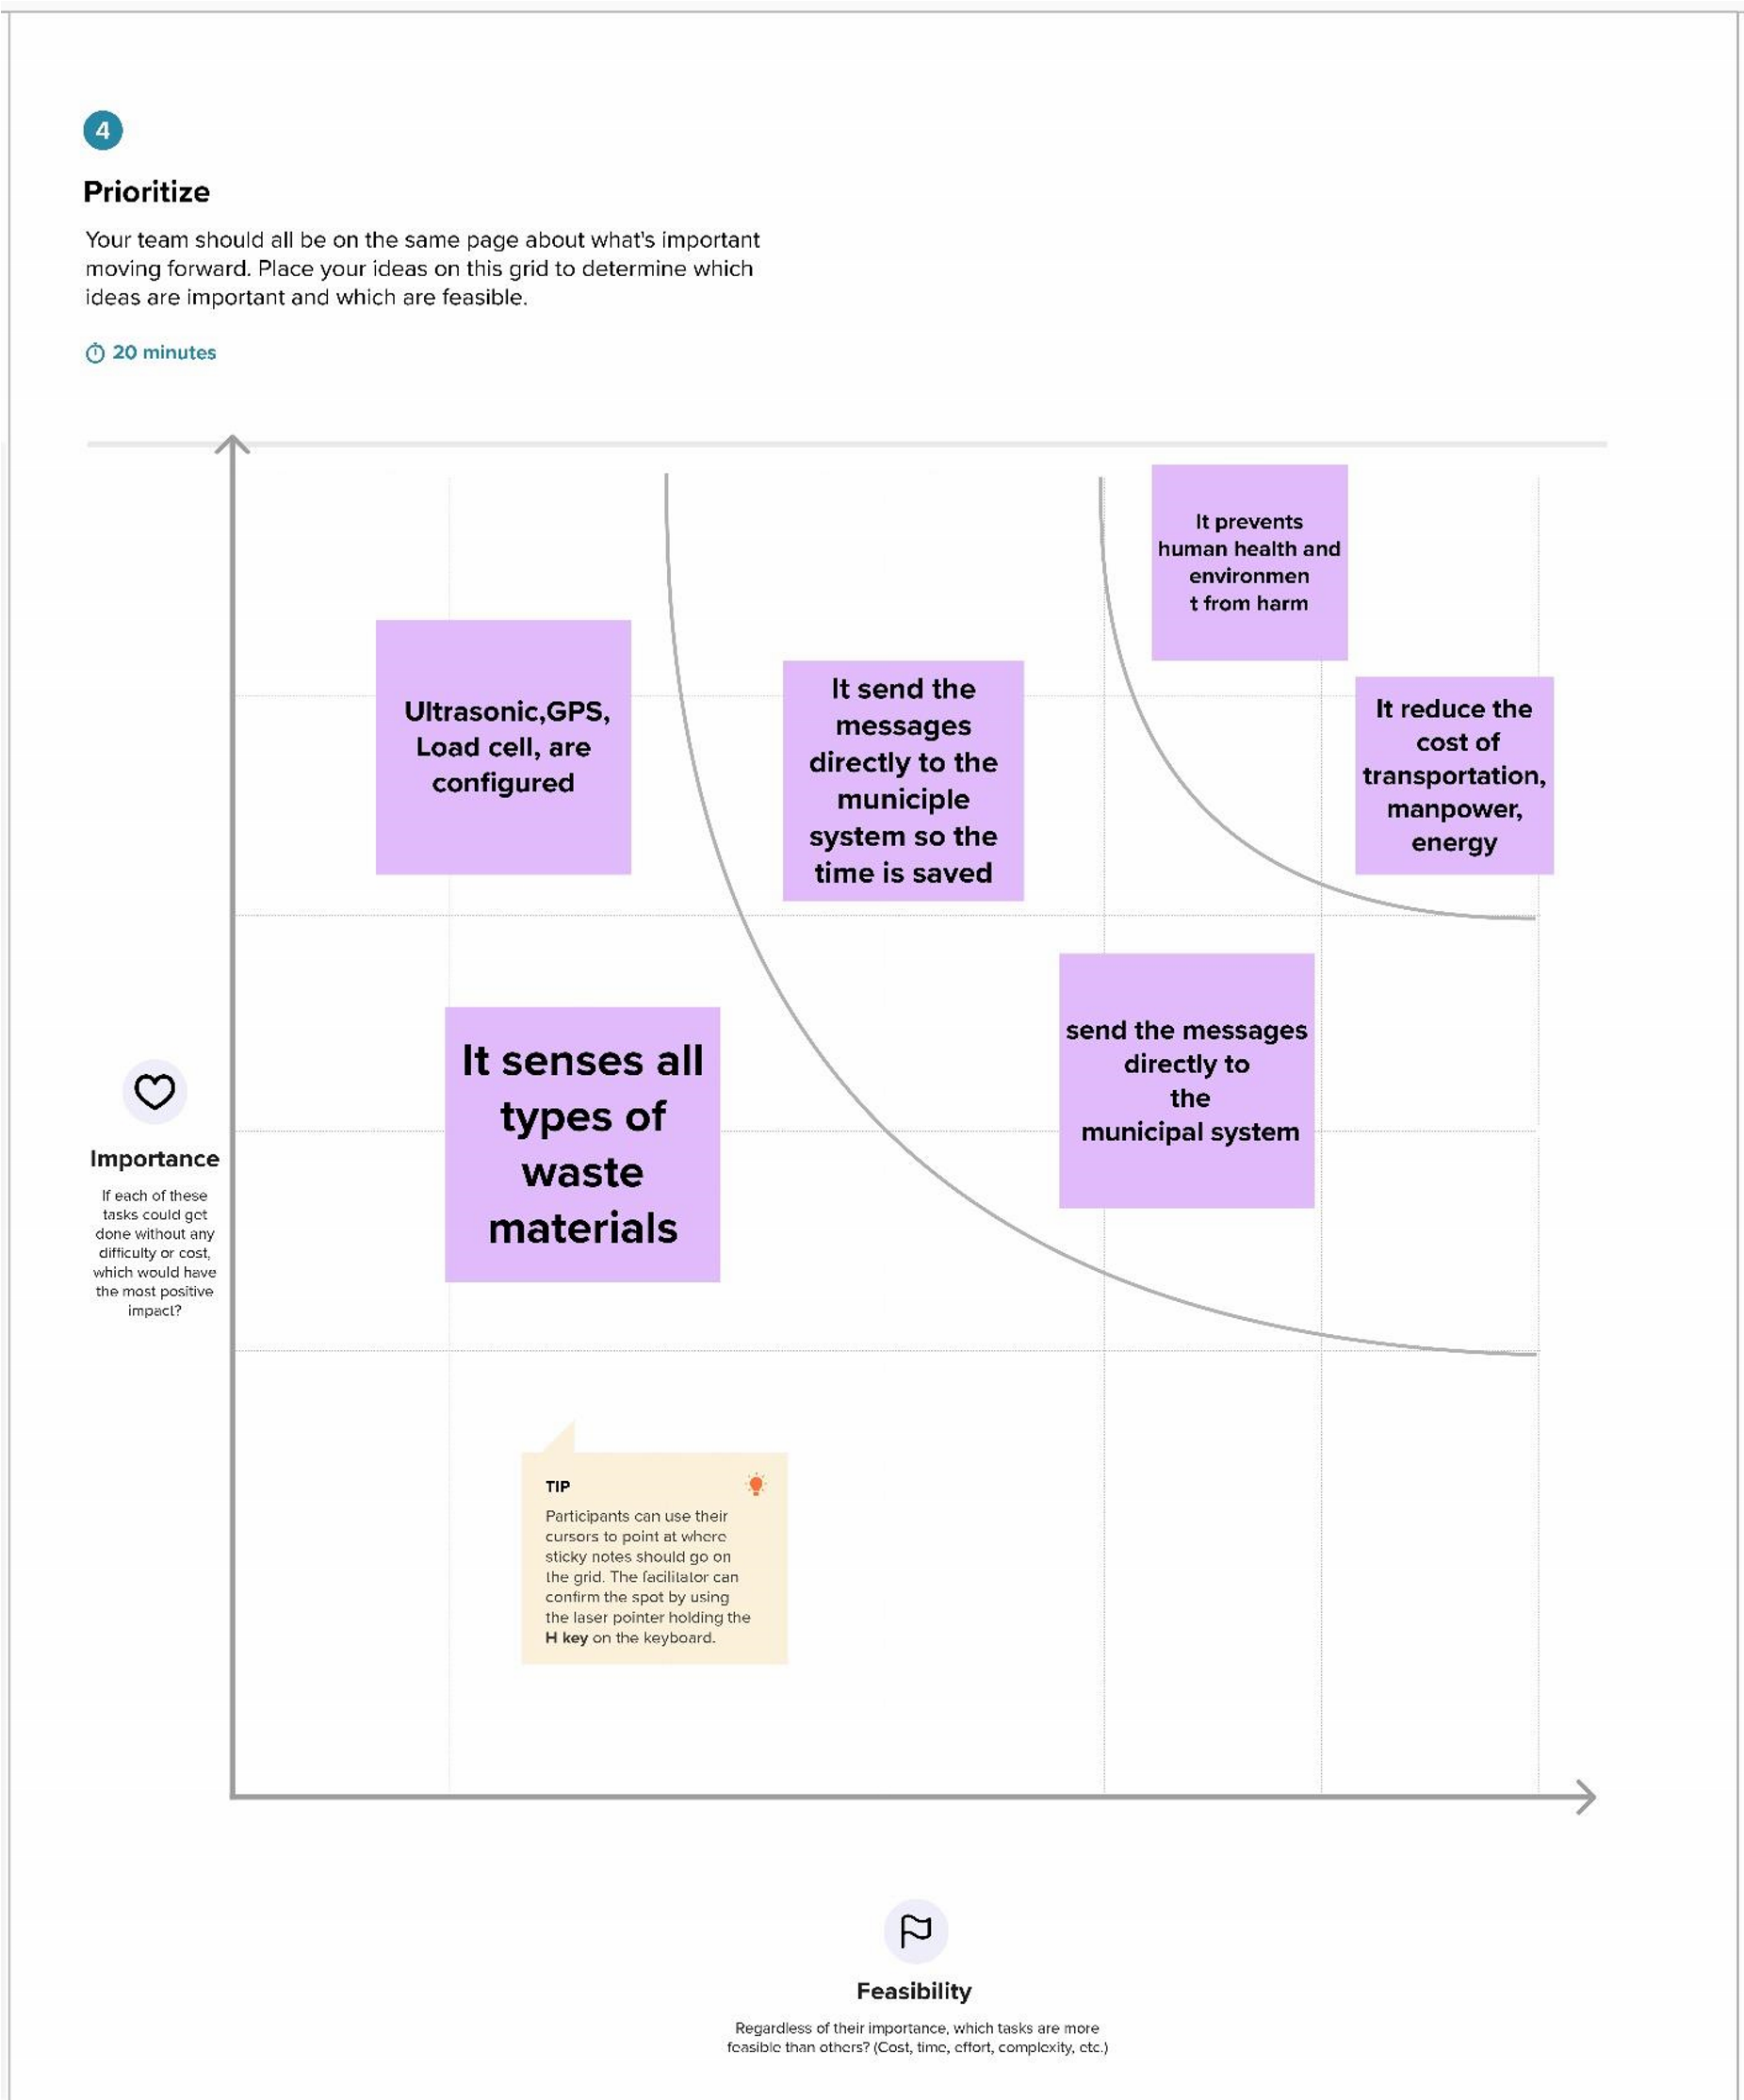 4
Prioritize
Your team should all be on the same page about what's important
moving forward. Place your ideas on this grid to determine which
ideas are important and which are feasible.
20 minutes
It prevents
human health and
environmen
t from harm
Ultrasonic,GPS,
Load cell, are
configured
It send the
messages
directly to the
municiple
system so the
time is saved
It reduce the
cost of
transportation,
manpower,
energy
It senses all
types of
waste
materials
send the messages
directly to
the
municipal system
Importance
If each of these
tasks could get
done without any
difficulty or cost,
which would have
the most positive
impact?
TIP
Participants can use their
cursors to point at where
sticky notes should go on
the grid. The facilitator can
confirm the spot by using
the laser pointer holding the
H key on the keyboard.
Feasibility
Regardless of their importance, which tasks are more
feasible than others? (Cost, time, effort, complexity, etc.)